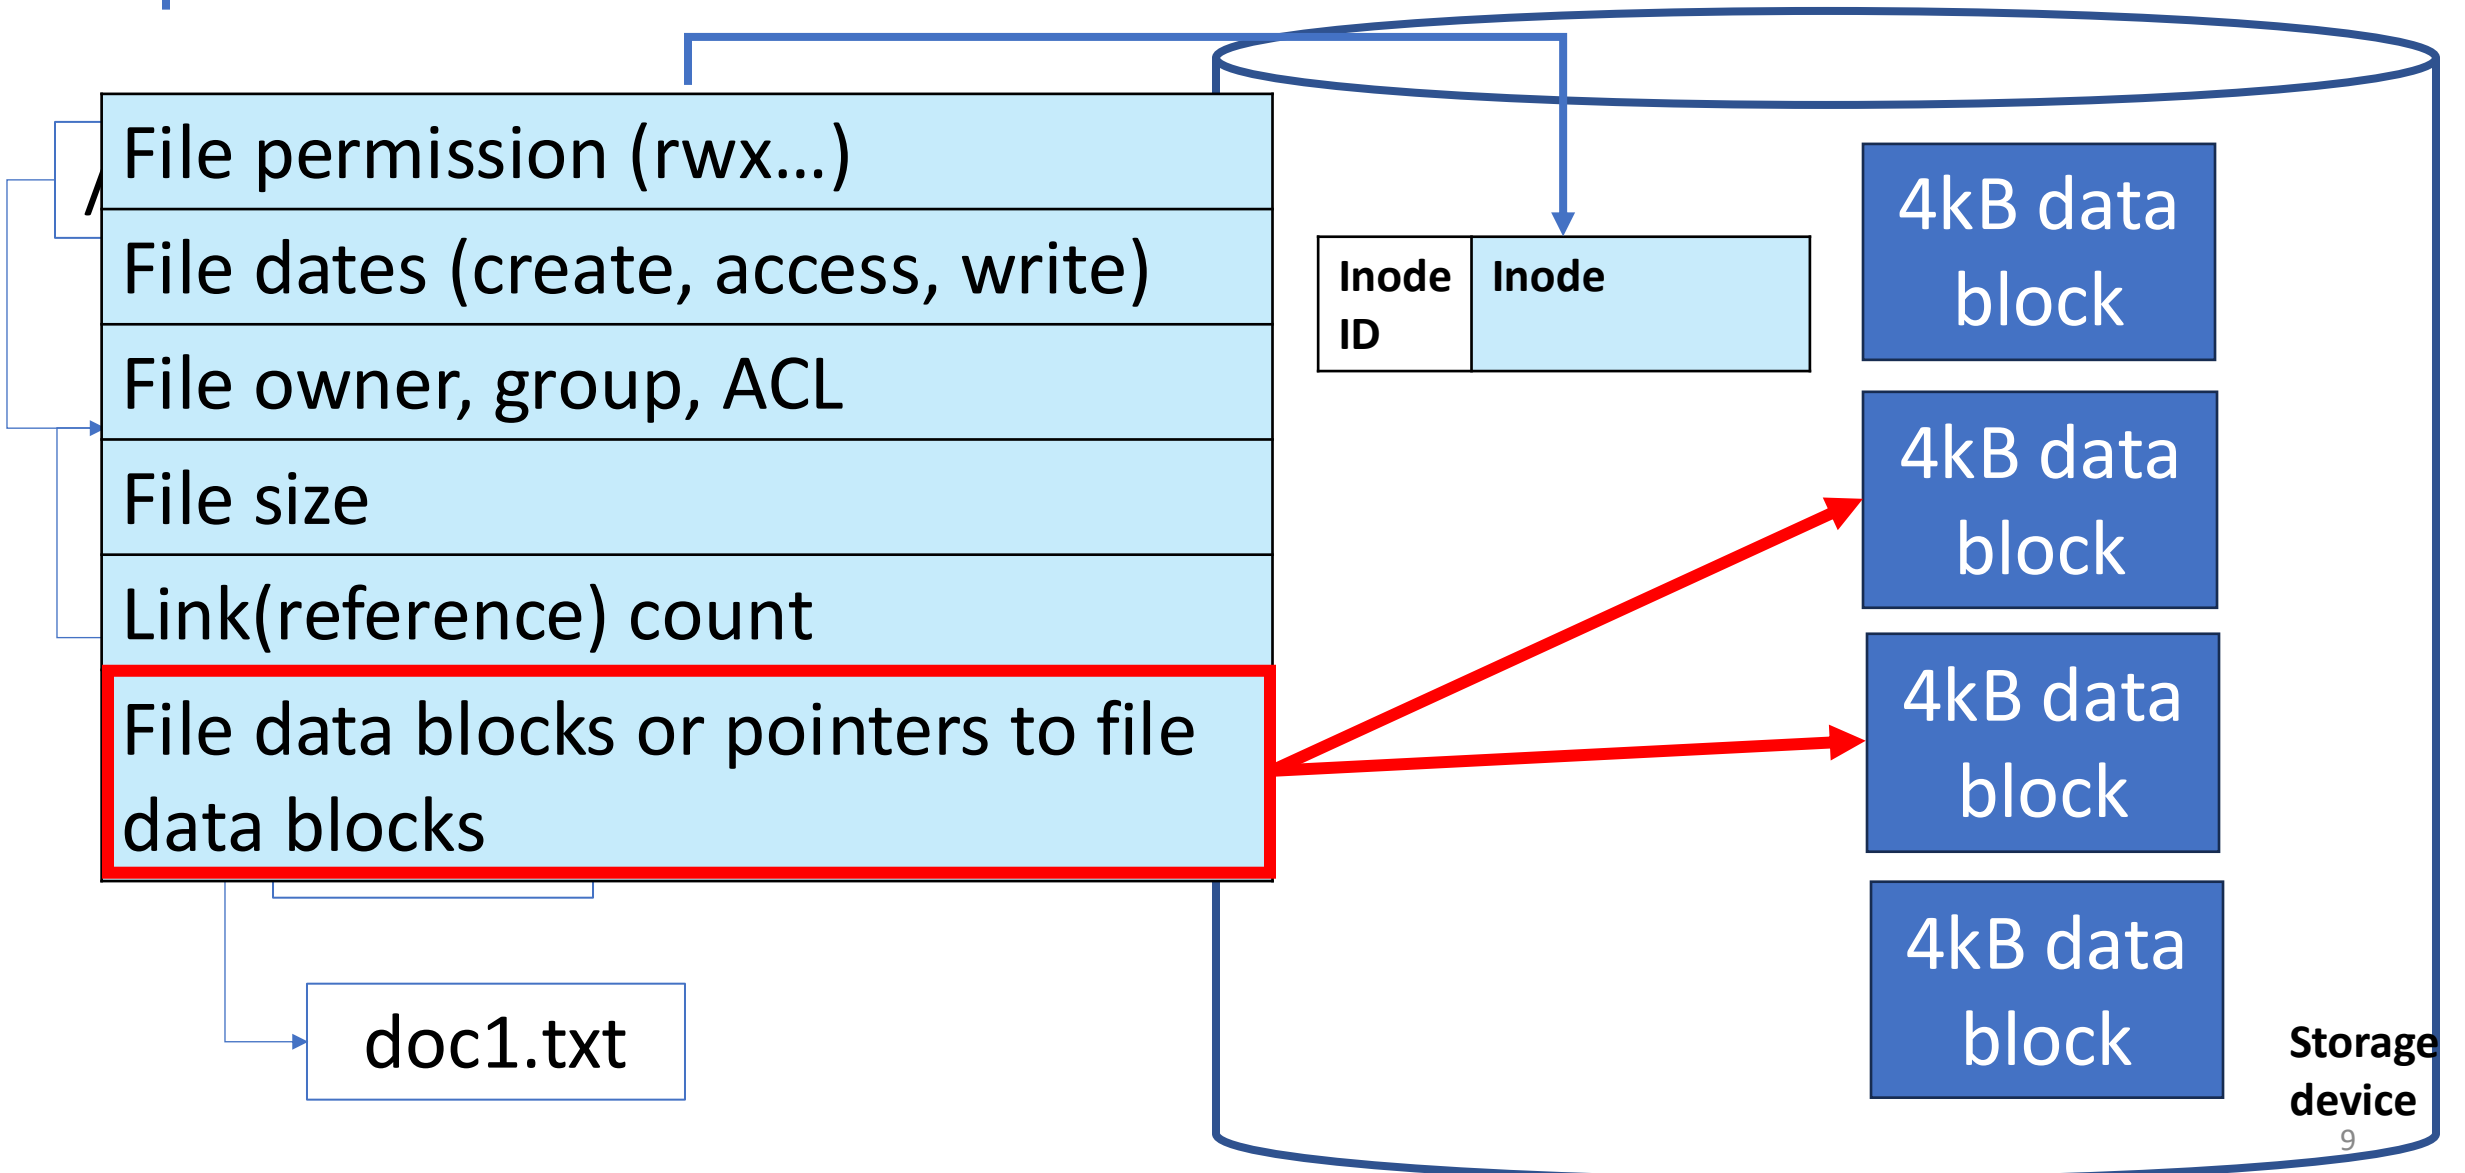 /
File permission (rwx...)
File dates (create, access, write)
File owner, group, ACL
File size
Link(reference) count
File data blocks or pointers to file
data blocks
doc1.txt
Inode
ID
Inode
4kB data
block
4kB data
block
4kB data
block
4kB data
block
Storage
device
9